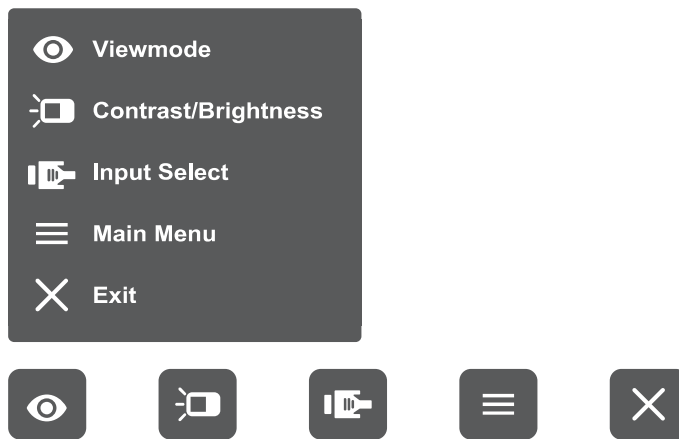 Viewmode
Contrast/Brightness
Input Select
Main Menu
Exit